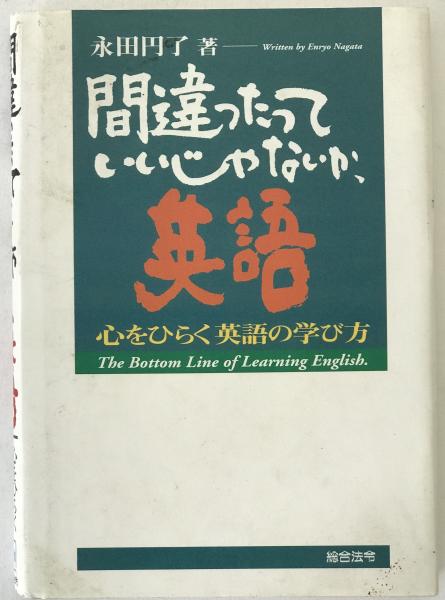 永田円了 著 — Written by Enryo Nagata
間違ったって
いいじゃないか、
英語
心をひらく英語の学び方
The Bottom Line of Learning English.
総合法令